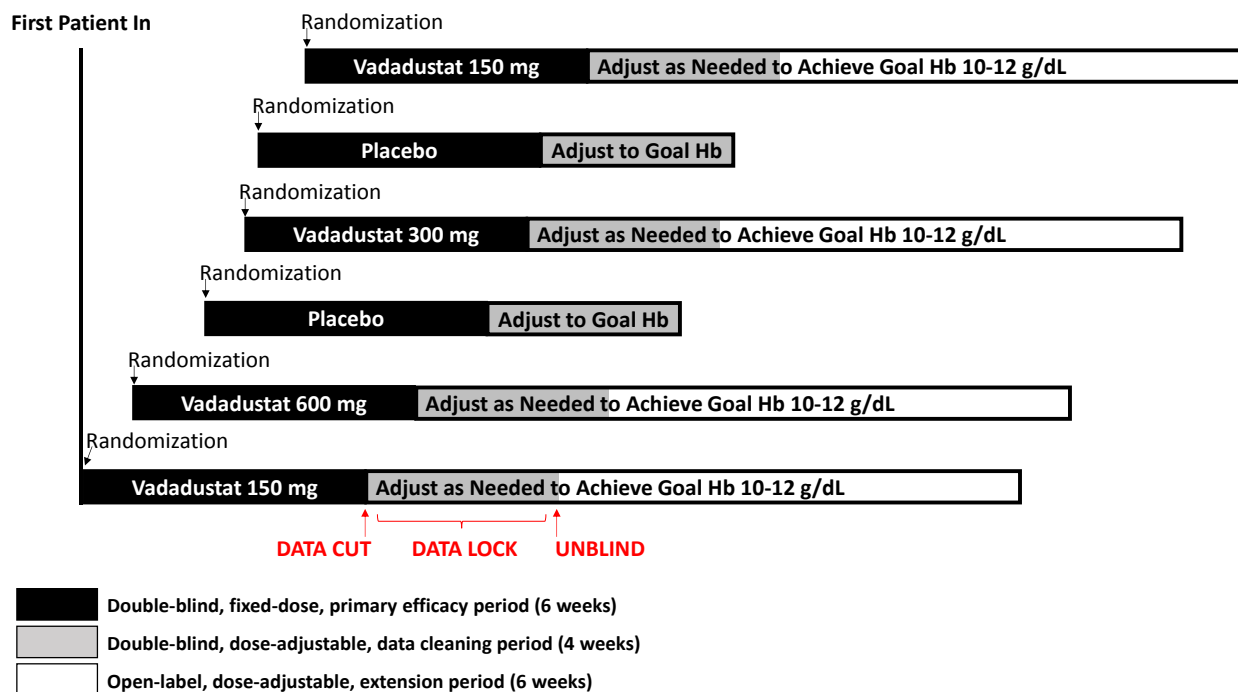 First Patient In
Randomization
Vadadustat 150 mg Adjust as Needed to Achieve Goal Hb 10-12 g/dL
Randomization
Placebo Adjust to Goal Hb
Randomization
Vadadustat 300 mg Adjust as Needed to Achieve Goal Hb 10-12 g/dL
Randomization
Placebo Adjust to Goal Hb
Randomization
Vadadustat 600 mg Adjust as Needed to Achieve Goal Hb 10-12 g/dL
Randomization
Vadadustat 150 mg Adjust as Needed to Achieve Goal Hb 10-12 g/dL
DATA CUT DATA LOCK UNBLIND
Double-blind, fixed-dose, primary efficacy period (6 weeks)
Double-blind, dose-adjustable, data cleaning period (4 weeks)
Open-label, dose-adjustable, extension period (6 weeks)